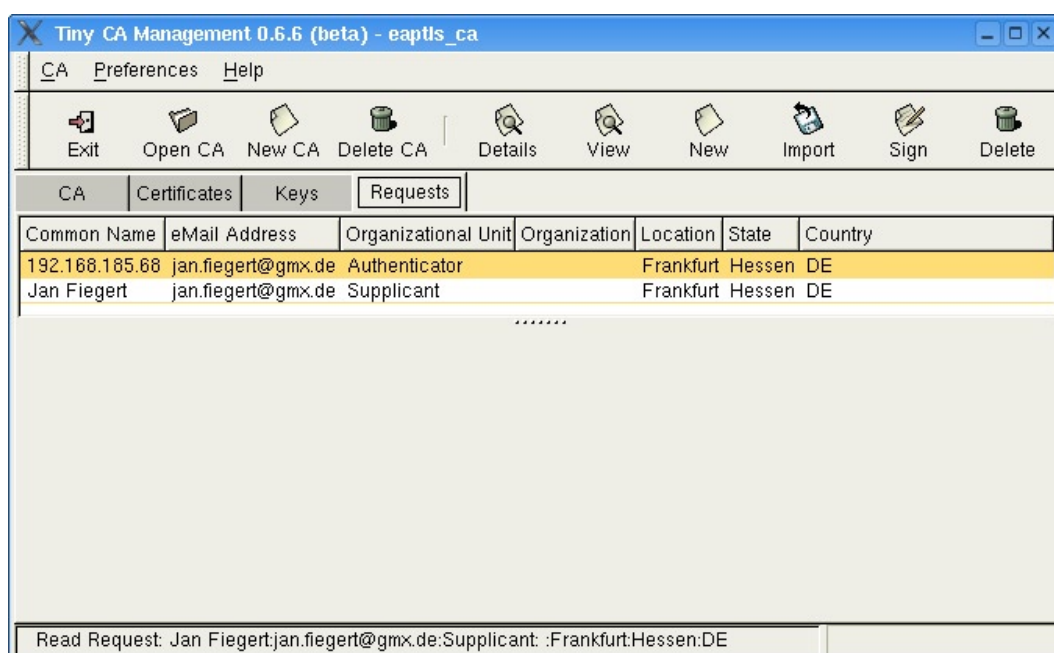 Tiny CA Management 0.6.6 (beta) - eaptls_ca
CA Preferences Help
Exit Open CA New CA Delete CA Details View New Import Sign Delete
CA Certificates Keys Requests
Common Name eMail Address Organizational Unit Organization Location State Country
192.168.185.68 jan.fiegert@gmx.de Authenticator Frankfurt Hessen DE
Jan Fiegert jan.fiegert@gmx.de Supplicant Frankfurt Hessen DE
Read Request: Jan Fiegert:jan.fiegert@gmx.de:Supplicant: :Frankfurt:Hessen:DE